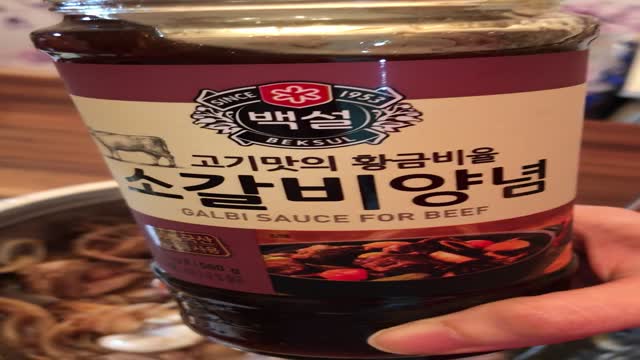 SINCE 1953
백설
BEKSUL
고기맛의 황금비율
소갈비양념
GALBI SAUCE FOR BEEF